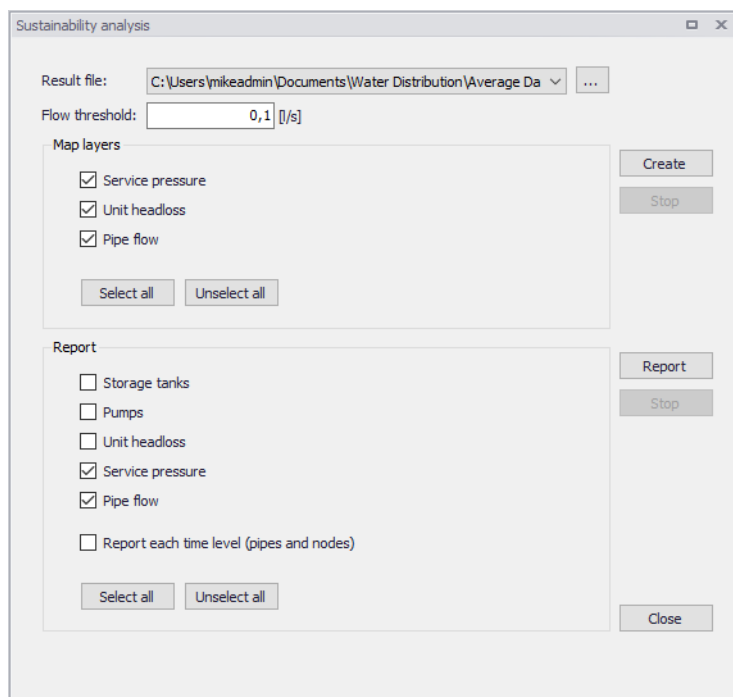 Sustainability analysis
Result file: C:\Users\mikeadmin\Documents\Water Distribution\Average Da ...
Flow threshold: 0,1 [l/s]
Map layers
Service pressure
Unit headloss
Pipe flow
Select all Unselect all
Create
Stop
Report
Storage tanks
Pumps
Unit headloss
Service pressure
Pipe flow
Report each time level (pipes and nodes)
Select all Unselect all
Report
Stop
Close